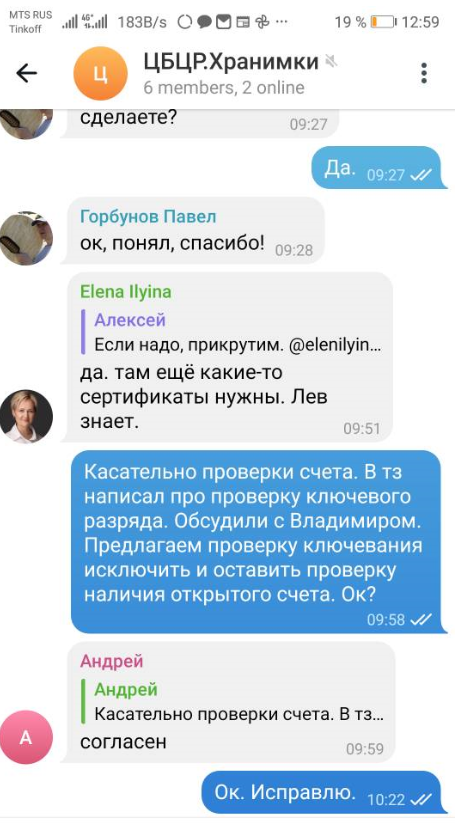 MTS RUS
Tinkoff
4G+
183B/s
19 %
12:59
Ц
ЦБЦР.Хранимки
6 members, 2 online
сделаете?
09:27
Да. 09:27
Горбунов Павел
ок, понял, спасибо! 09:28
Elena Ilyina
Алексей
Если надо, прикрутим. @elenilyin...
да. там ещё какие-то
сертификаты нужны. Лев
знает.
09:51
Касательно проверки счета. В тз
написал про проверку ключевого
разряда. Обсудили с Владимиром.
Предлагаем проверку ключевания
исключить и оставить проверку
наличия открытого счета. Ок?
09:58
Андрей
Андрей
Касательно проверки счета. В тз...
А
согласен
09:59
Ок. Исправлю. 10:22